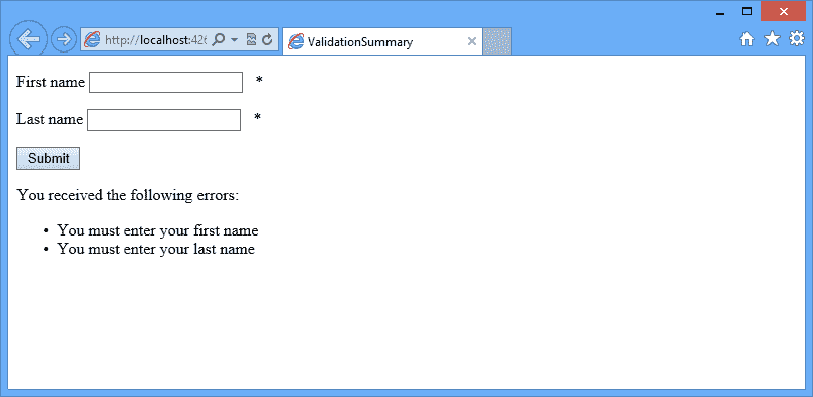 http://localhost:426
ValidationSummary
First name *
Last name *
Submit
You received the following errors:
• You must enter your first name
• You must enter your last name